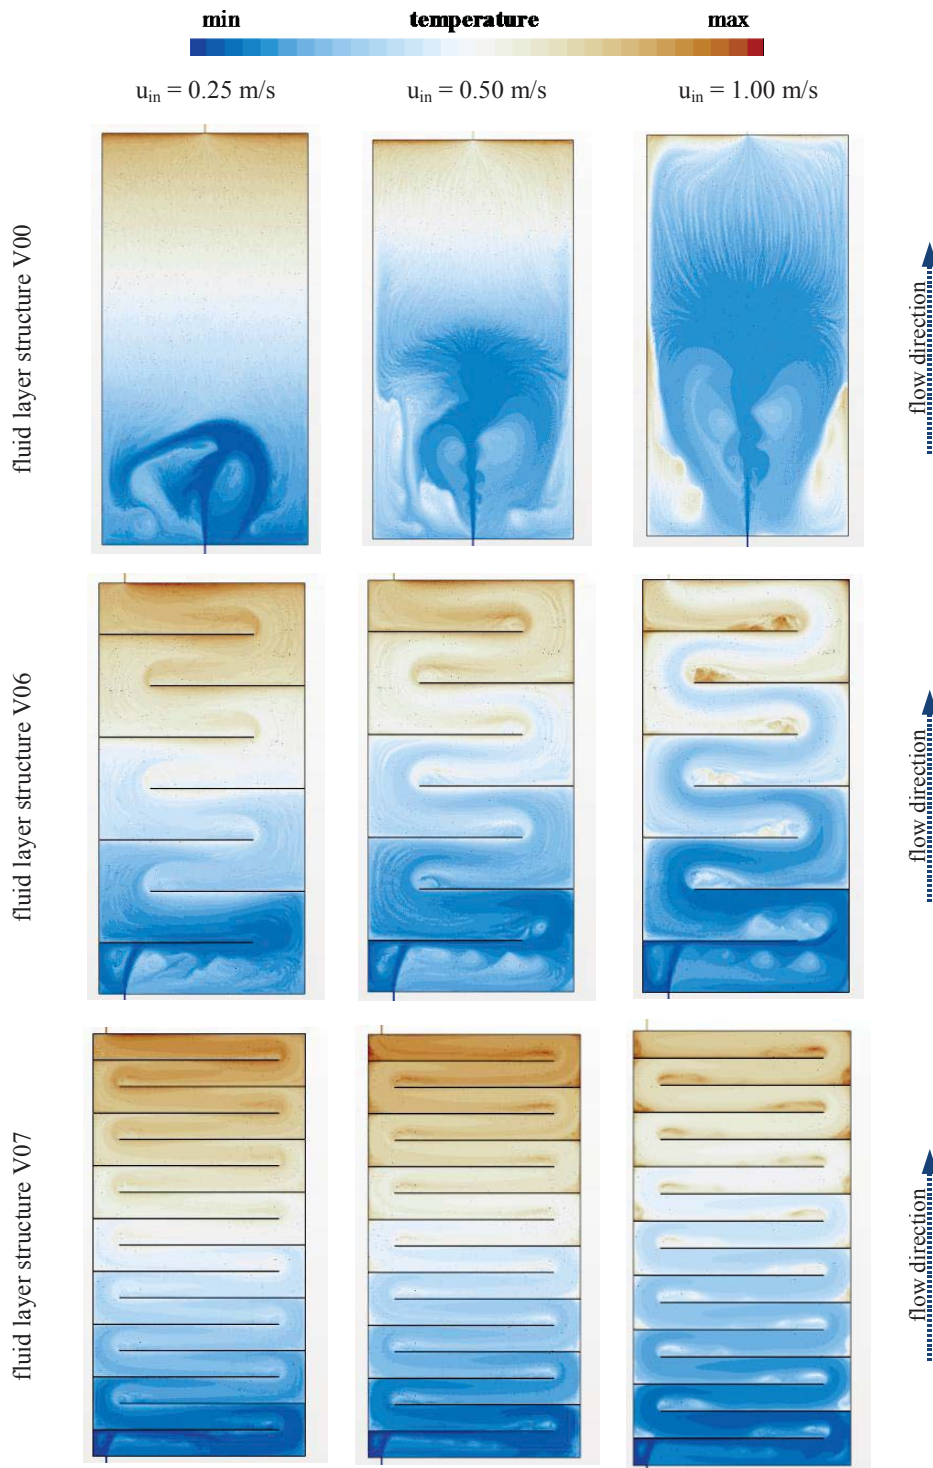 min temperature max
u_in = 0.25 m/s u_in = 0.50 m/s u_in = 1.00 m/s
fluid layer structure V00
flow direction
fluid layer structure V06
flow direction
fluid layer structure V07
flow direction